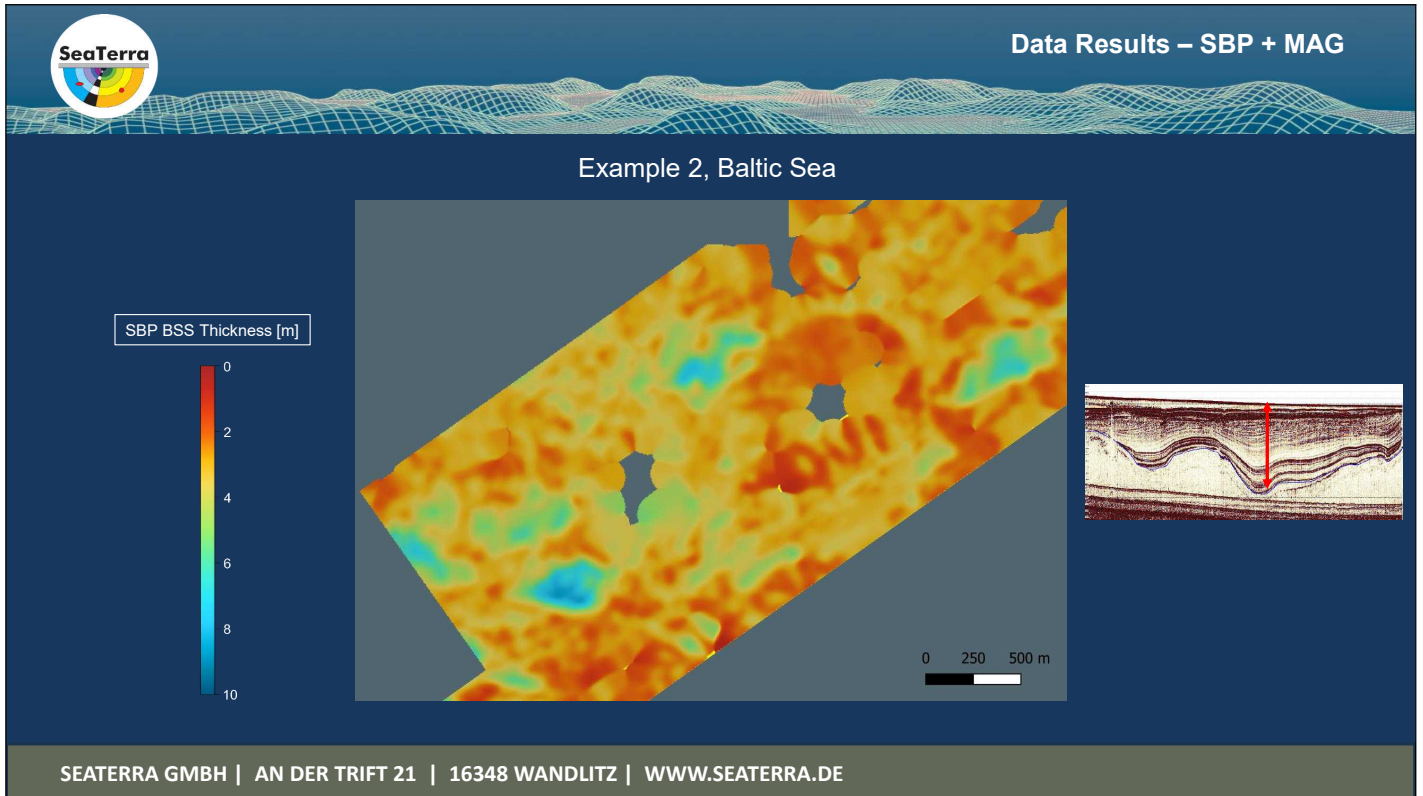 SeaTerra
Data Results – SBP + MAG
Example 2, Baltic Sea
SBP BSS Thickness [m]
0
2
4
6
8
10
0 250 500 m
SEATERRA GMBH | AN DER TRIFT 21 | 16348 WANDLITZ | WWW.SEATERRA.DE